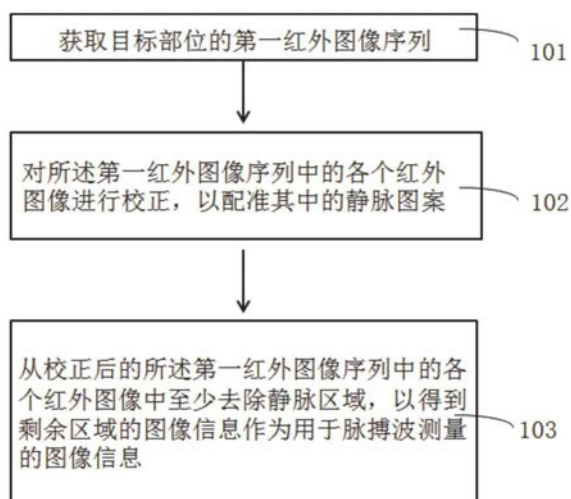 获取目标部位的第一红外图像序列
101
对所述第一红外图像序列中的各个红外
图像进行校正，以配准其中的静脉图案
102
从校正后的所述第一红外图像序列中的各
个红外图像中至少去除静脉区域，以得到
剩余区域的图像信息作为用于脉搏波测量
的图像信息
103